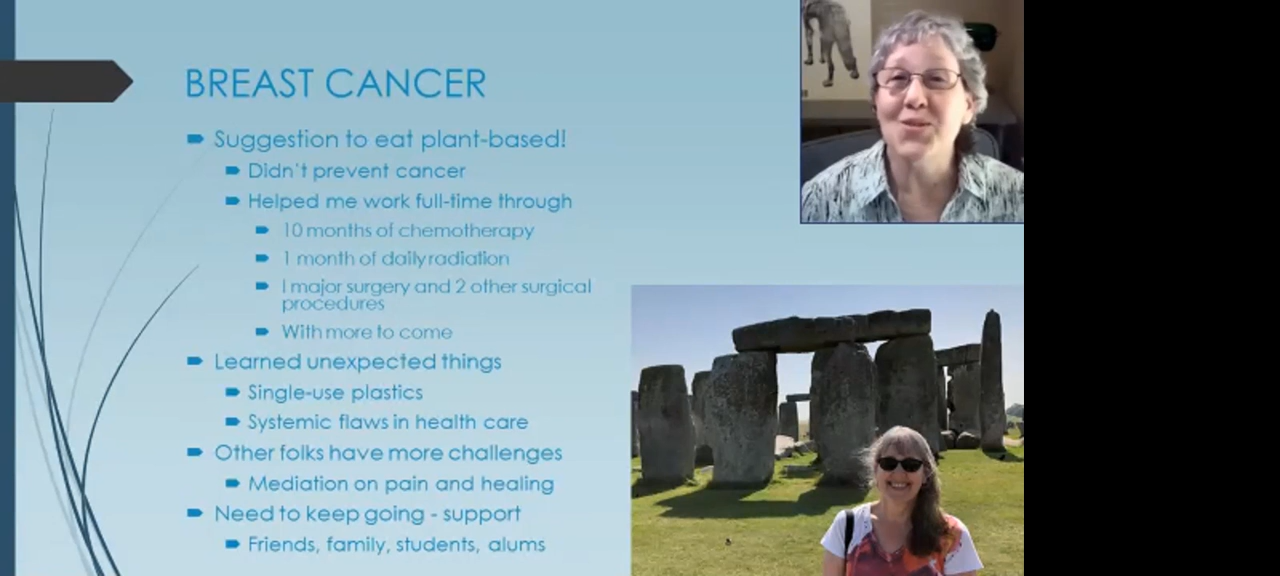 BREAST CANCER
Suggestion to eat plant-based!
Didn't prevent cancer
Helped me work full-time through
10 months of chemotherapy
1 month of daily radiation
I major surgery and 2 other surgical
procedures
With more to come
Learned unexpected things
Single-use plastics
Systemic flaws in health care
Other folks have more challenges
Mediation on pain and healing
Need to keep going - support
Friends, family, students, alums